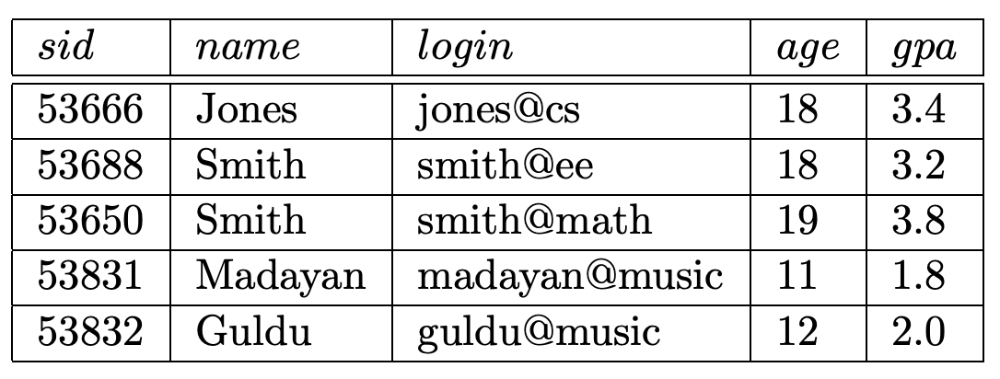 sid name login age gpa
53666 Jones jones@cs 18 3.4
53688 Smith smith@ee 18 3.2
53650 Smith smith@math 19 3.8
53831 Madayan madayan@music 11 1.8
53832 Guldu guldu@music 12 2.0